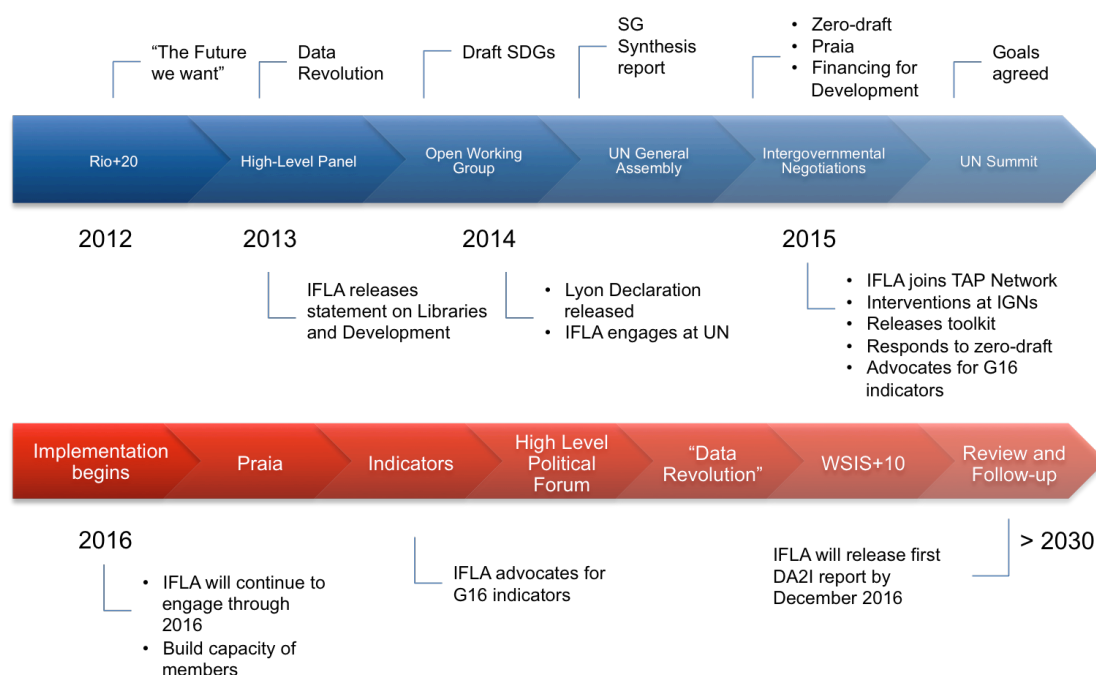 "The Future
we want"
Data
Revolution
Draft SDGs
SG
Synthesis
report
• Zero-draft
• Praia
• Financing for
Development
Goals
agreed
Rio+20
High-Level Panel
Open Working
Group
UN General
Assembly
Intergovernmental
Negotiations
UN Summit
2012
2013
2014
2015
IFLA releases
statement on Libraries
and Development
• Lyon Declaration
released
• IFLA engages at UN
• IFLA joins TAP Network
• Interventions at IGNs
• Releases toolkit
• Responds to zero-draft
• Advocates for G16
indicators
Implementation
begins
Praia
Indicators
High Level
Political
Forum
"Data
Revolution"
WSIS+10
Review and
Follow-up
2016
> 2030
• IFLA will continue to
engage through
2016
• Build capacity of
members
IFLA advocates for
G16 indicators
IFLA will release first
DA2I report by
December 2016